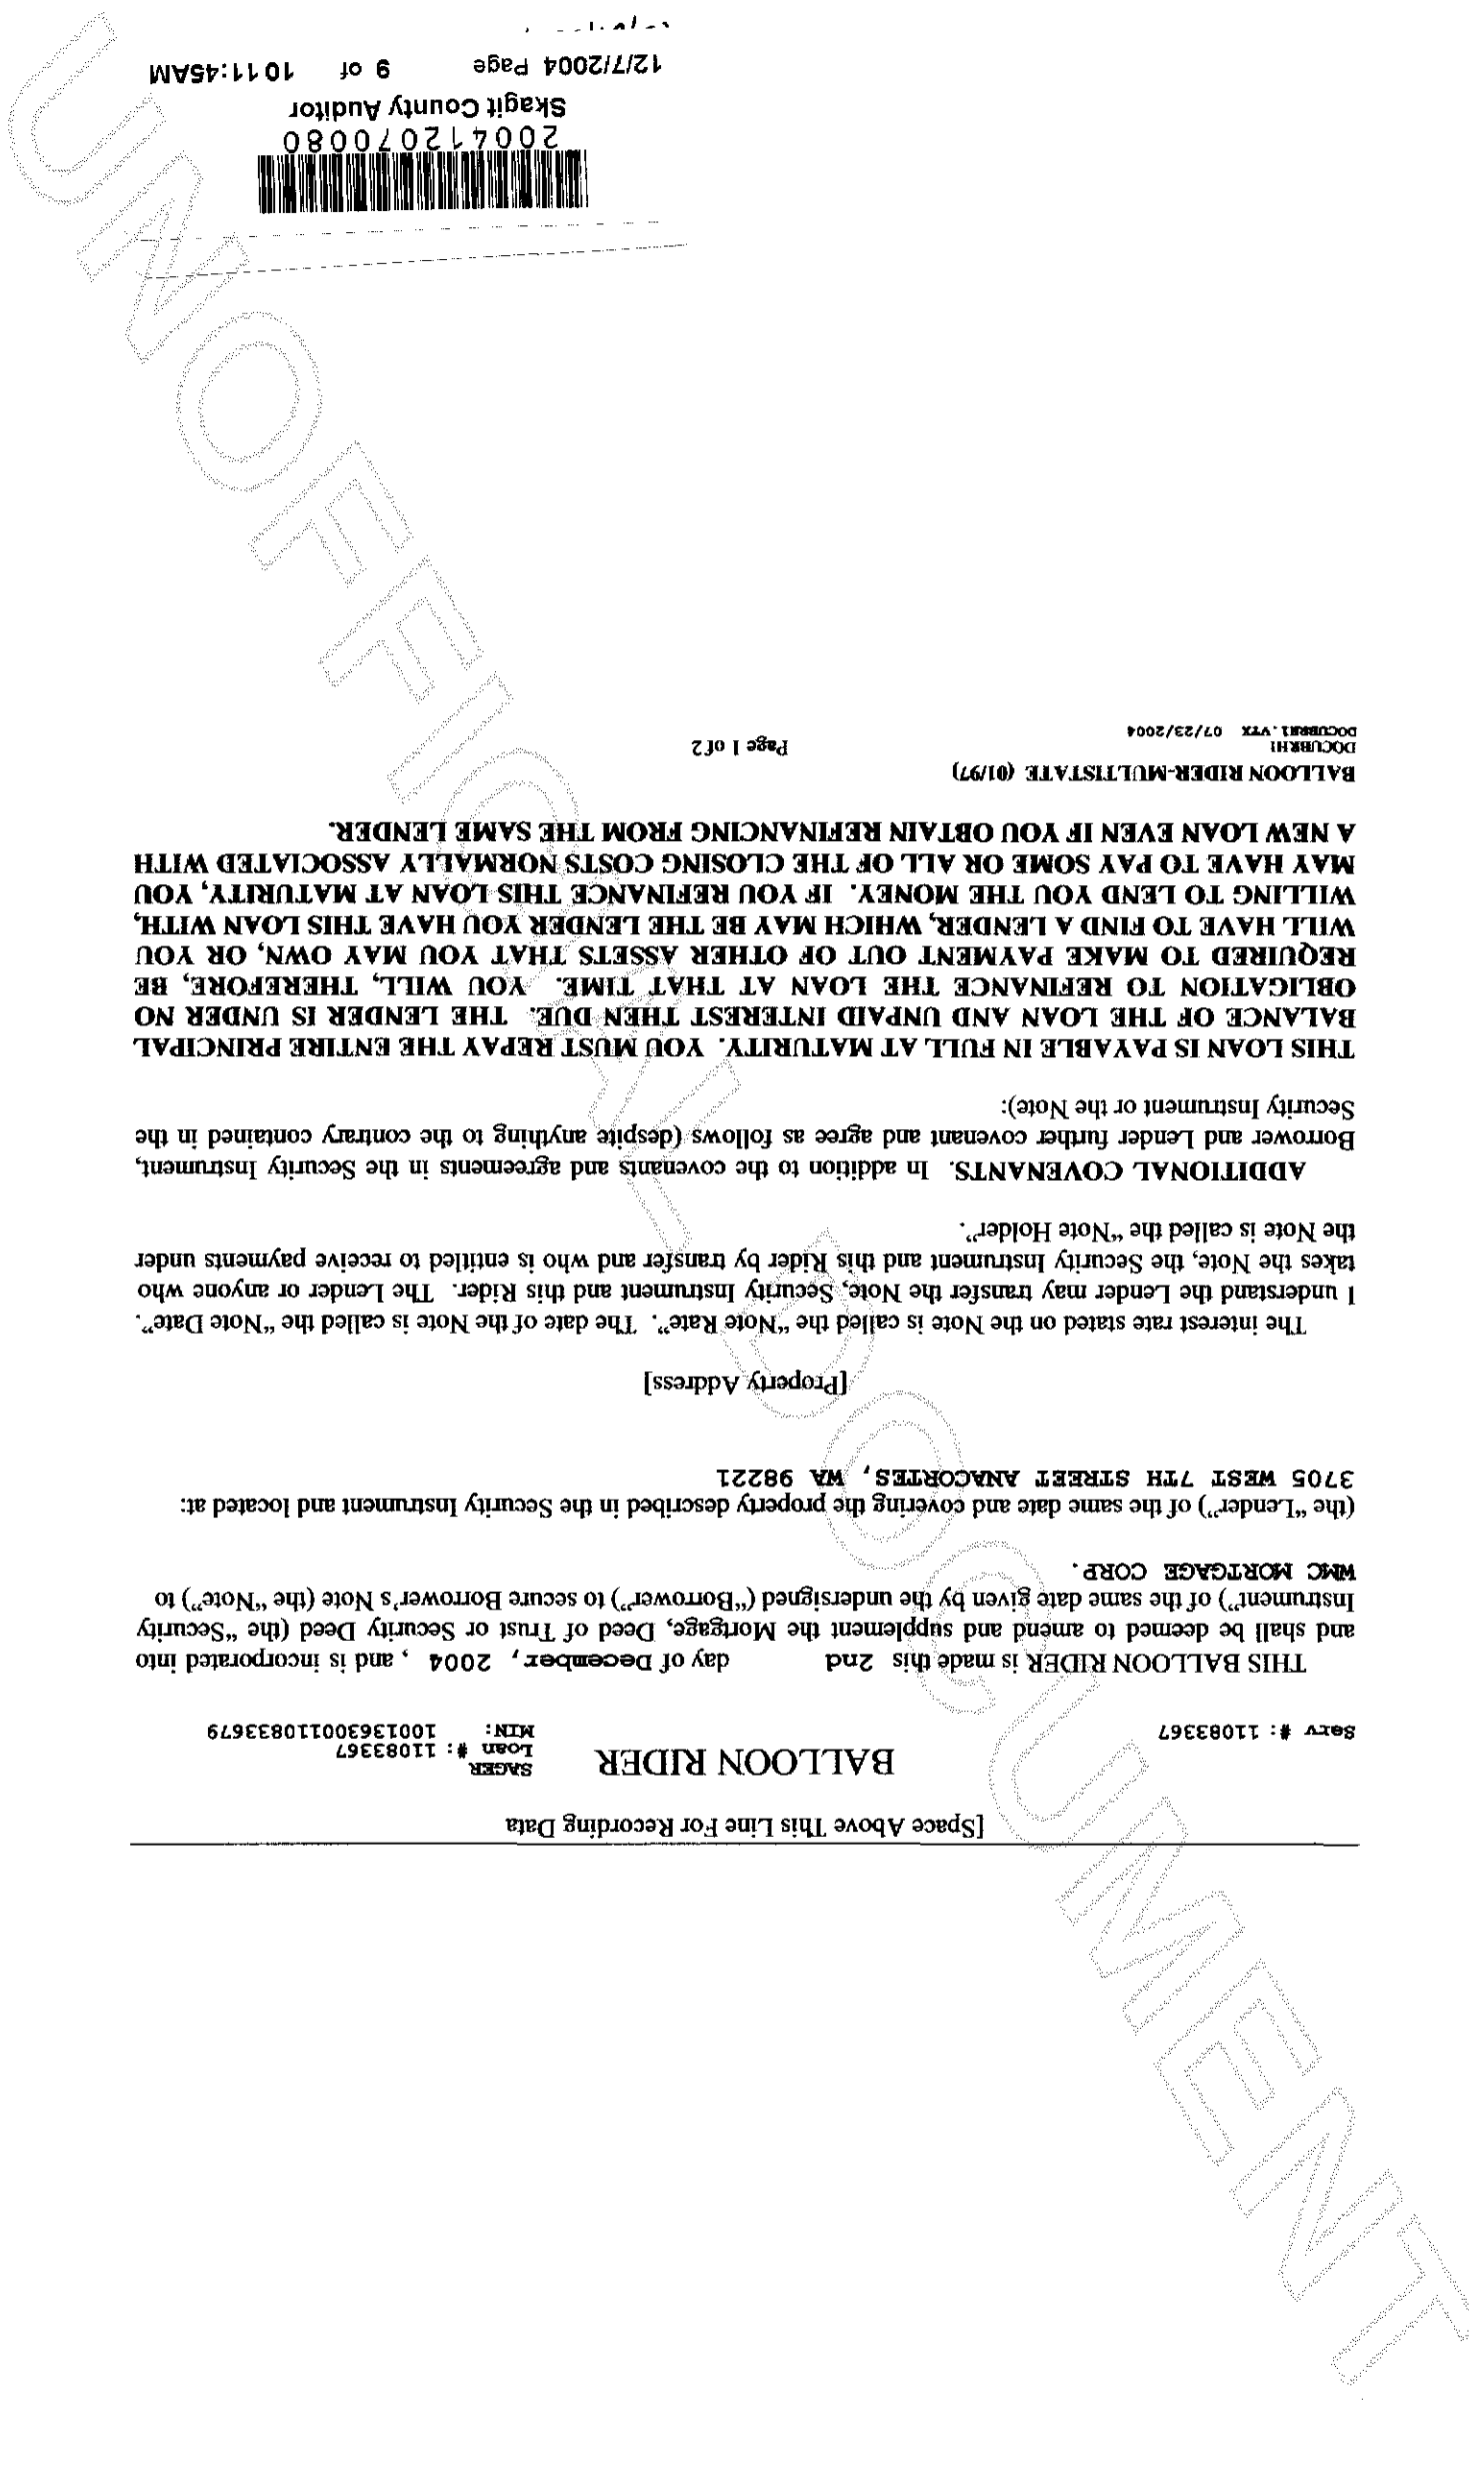 [Space Above This Line For Recording Data
BALLOON RIDER
SAGER
Loan #: 11083367
Serv #: 11083367
MIN: 100136300110833679
THIS BALLOON RIDER is made this 2nd day of December, 2004 , and is incorporated into
and shall be deemed to amend and supplement the Mortgage, Deed of Trust or Security Deed (the “Security
Instrument”) of the same date given by the undersigned (“Borrower”) to secure Borrower’s Note (the “Note”) to
WMC MORTGAGE CORP.
(the “Lender”) of the same date and covering the property described in the Security Instrument and located at:
3705 WEST 7TH STREET ANACORTES, WA 98221
[Property Address]
The interest rate stated on the Note is called the “Note Rate”. The date of the Note is called the “Note Date”.
I understand the Lender may transfer the Note, Security Instrument and this Rider. The Lender or anyone who
takes the Note, the Security Instrument and this Rider by transfer and who is entitled to receive payments under
the Note is called the “Note Holder”.
ADDITIONAL COVENANTS. In addition to the covenants and agreements in the Security Instrument,
Borrower and Lender further covenant and agree as follows (despite anything to the contrary contained in the
Security Instrument or the Note):
THIS LOAN IS PAYABLE IN FULL AT MATURITY. YOU MUST REPAY THE ENTIRE PRINCIPAL
BALANCE OF THE LOAN AND UNPAID INTEREST THEN DUE. THE LENDER IS UNDER NO
OBLIGATION TO REFINANCE THE LOAN AT THAT TIME. YOU WILL, THEREFORE, BE
REQUIRED TO MAKE PAYMENT OUT OF OTHER ASSETS THAT YOU MAY OWN, OR YOU
WILL HAVE TO FIND A LENDER, WHICH MAY BE THE LENDER YOU HAVE THIS LOAN WITH,
WILLING TO LEND YOU THE MONEY. IF YOU REFINANCE THIS LOAN AT MATURITY, YOU
MAY HAVE TO PAY SOME OR ALL OF THE CLOSING COSTS NORMALLY ASSOCIATED WITH
A NEW LOAN EVEN IF YOU OBTAIN REFINANCING FROM THE SAME LENDER.
BALLOON RIDER-MULTISTATE (01/97)
DOCUBRH1
Page 1 of 2
DOCUBRH1.VTX 07/23/2004
200412070080
Skagit County Auditor
12/7/2004 Page 9 of 10 11:45AM
UNOFFICIAL DOCUMENT